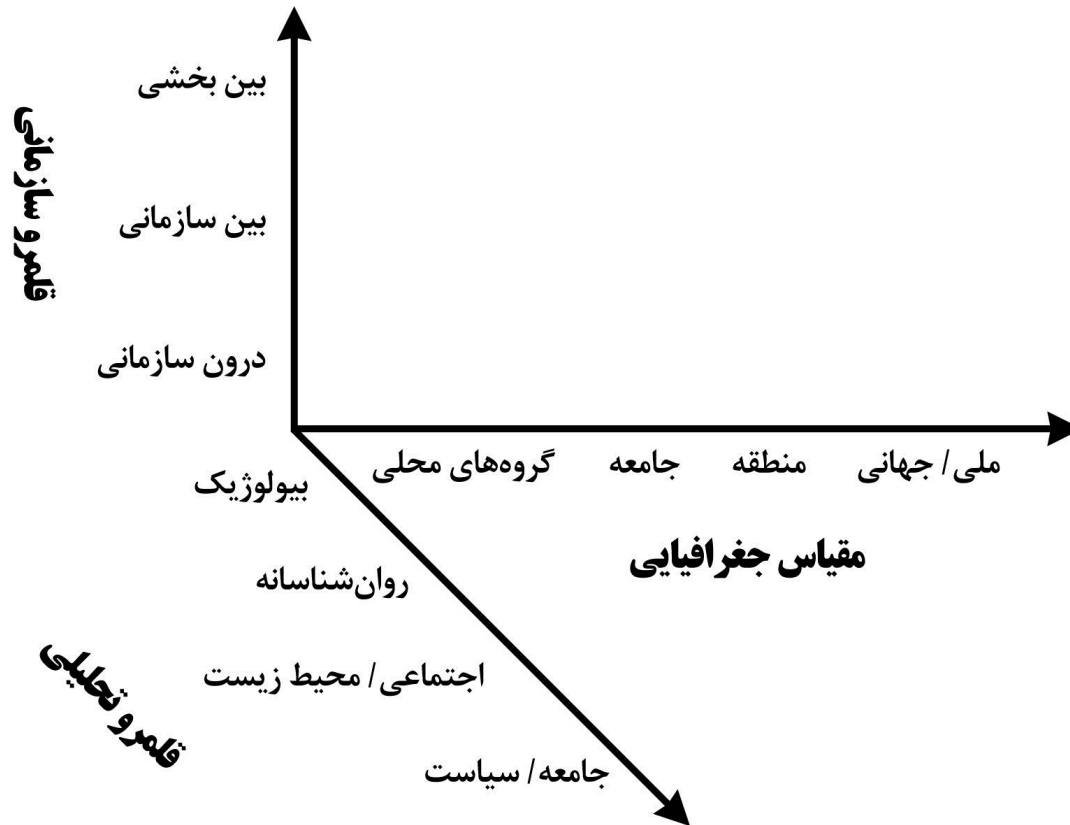 بین بخشی
بین سازمانی
درون سازمانی
قلمرو سازمانی
گروه‌های محلی
جامعه
منطقه
ملی/ جهانی
مقیاس جغرافیایی
بیولوژیک
روان‌شناسانه
اجتماعی/ محیط زیست
جامعه/ سیاست
قلمرو تحلیلی